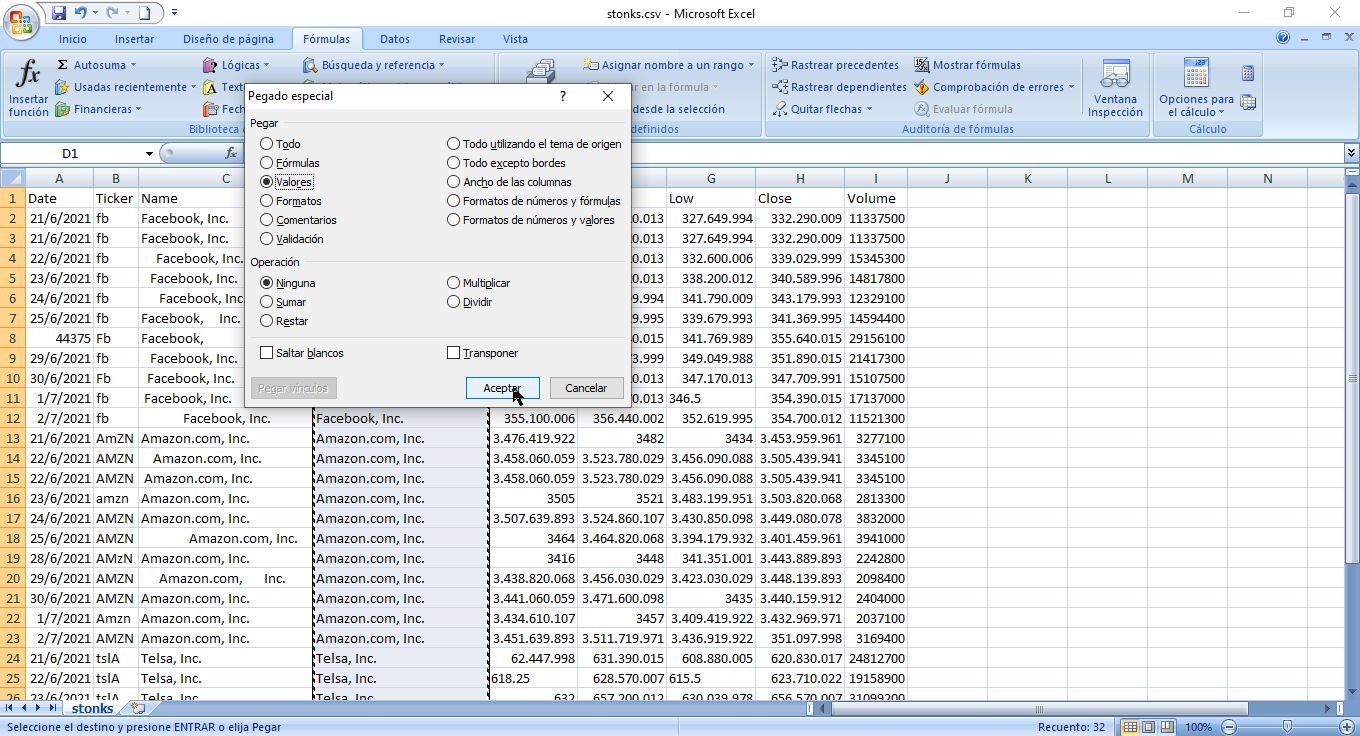 stonks.csv - Microsoft Excel
Inicio Insertar Diseño de página Fórmulas Datos Revisar Vista
Insertar función
Σ Autosuma
Usadas recientemente
Financieras
Lógicas
Text
Fech
Búsqueda y referencia
Biblioteca
Asignar nombre a un rango
ar en la fórmula
desde la selección
definidos
Rastrear precedentes
Rastrear dependientes
Quitar flechas
Mostrar fórmulas
Comprobación de errores
Evaluar fórmula
Auditoría de fórmulas
Ventana Inspección
Opciones para el cálculo
Cálculo
D1 fx
Pegado especial ?
Pegar
Todo
Fórmulas
Valores
Formatos
Comentarios
Validación
Todo utilizando el tema de origen
Todo excepto bordes
Ancho de las columnas
Formatos de números y fórmulas
Formatos de números y valores
Operación
Ninguna
Sumar
Restar
Multiplicar
Dividir
Saltar blancos Transponer
Pegar vínculos Aceptar Cancelar
A B C G H I J K L M N
1 Date Ticker Name Low Close Volume
2 21/6/2021 fb Facebook, Inc. 0.013 327.649.994 332.290.009 11337500
3 21/6/2021 fb Facebook, Inc. 0.013 327.649.994 332.290.009 11337500
4 22/6/2021 fb Facebook, Inc. 0.013 332.600.006 339.029.999 15345300
5 23/6/2021 fb Facebook, Inc. 0.013 338.200.012 340.589.996 14817800
6 24/6/2021 fb Facebook, Inc. 9.994 341.790.009 343.179.993 12329100
7 25/6/2021 fb Facebook, Inc. 9.995 339.679.993 341.369.995 14594400
8 44375 Fb Facebook, 0.015 341.769.989 355.640.015 29156100
9 29/6/2021 fb Facebook, Inc. 3.999 349.049.988 351.890.015 21417300
10 30/6/2021 Fb Facebook, Inc. 0.013 347.170.013 347.709.991 15107500
11 1/7/2021 fb Facebook, Inc. 0.013 346.5 354.390.015 17137000
12 2/7/2021 fb Facebook, Inc. Facebook, Inc. 355.100.006 356.440.002 352.619.995 354.700.012 11521300
13 21/6/2021 AmZN Amazon.com, Inc. Amazon.com, Inc. 3.476.419.922 3482 3434 3.453.959.961 3277100
14 22/6/2021 AMZN Amazon.com, Inc. Amazon.com, Inc. 3.458.060.059 3.523.780.029 3.456.090.088 3.505.439.941 3345100
15 22/6/2021 AMZN Amazon.com, Inc. Amazon.com, Inc. 3.458.060.059 3.523.780.029 3.456.090.088 3.505.439.941 3345100
16 23/6/2021 amzn Amazon.com, Inc. Amazon.com, Inc. 3505 3521 3.483.199.951 3.503.820.068 2813300
17 24/6/2021 AMZN Amazon.com, Inc. Amazon.com, Inc. 3.507.639.893 3.524.860.107 3.430.850.098 3.449.080.078 3832000
18 25/6/2021 AMZN Amazon.com, Inc. Amazon.com, Inc. 3464 3.464.820.068 3.394.179.932 3.401.459.961 3941000
19 28/6/2021 AMzN Amazon.com, Inc. Amazon.com, Inc. 3416 3448 341.351.001 3.443.889.893 2242800
20 29/6/2021 AMZN Amazon.com, Inc. Amazon.com, Inc. 3.438.820.068 3.456.030.029 3.423.030.029 3.448.139.893 2098400
21 30/6/2021 AMZN Amazon.com, Inc. Amazon.com, Inc. 3.441.060.059 3.471.600.098 3435 3.440.159.912 2404000
22 1/7/2021 Amzn Amazon.com, Inc. Amazon.com, Inc. 3.434.610.107 3457 3.409.419.922 3.432.969.971 2037100
23 2/7/2021 AMZN Amazon.com, Inc. Amazon.com, Inc. 3.451.639.893 3.511.719.971 3.436.919.922 351.097.998 3169400
24 21/6/2021 tslA Telsa, Inc. Telsa, Inc. 62.447.998 631.390.015 608.880.005 620.830.017 24812700
25 22/6/2021 tslA Telsa, Inc. Telsa, Inc. 618.25 628.570.007 615.5 623.710.022 19158900
26 23/6/2021 tslA Telsa, Inc. Telsa, Inc. 632 657.200.012 630.039.978 656.570.007 31099200
stonks
Seleccione el destino y presione ENTRAR o elija Pegar Recuento: 32 100%